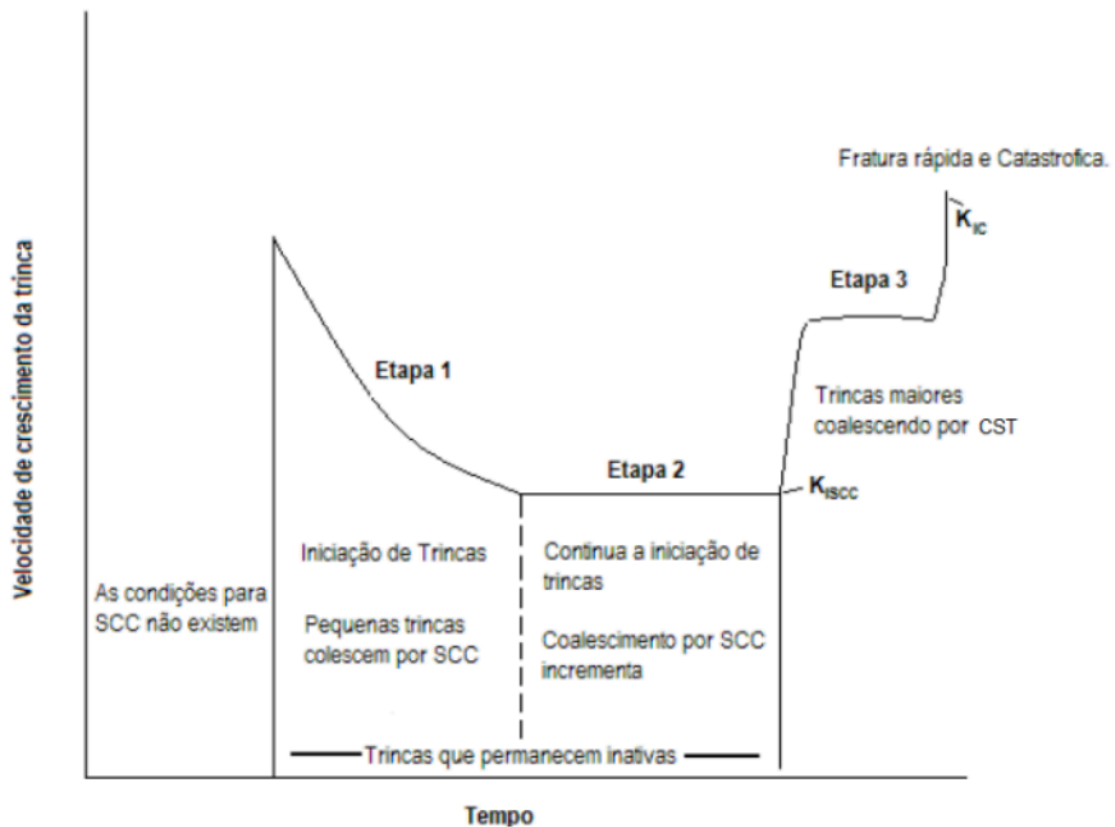 Fratura rápida e Catastrofica.
K_IC
Etapa 3
Etapa 1
Trincas maiores
coalescendo por CST
Etapa 2
K_ISCC
Velocidade de crescimento da trinca
Iniciação de Trincas
Continua a iniciação de
trincas
As condições para
SCC não existem
Pequenas trincas
colescem por SCC
Coalescimento por SCC
incrementa
Trincas que permanecem inativas
Tempo